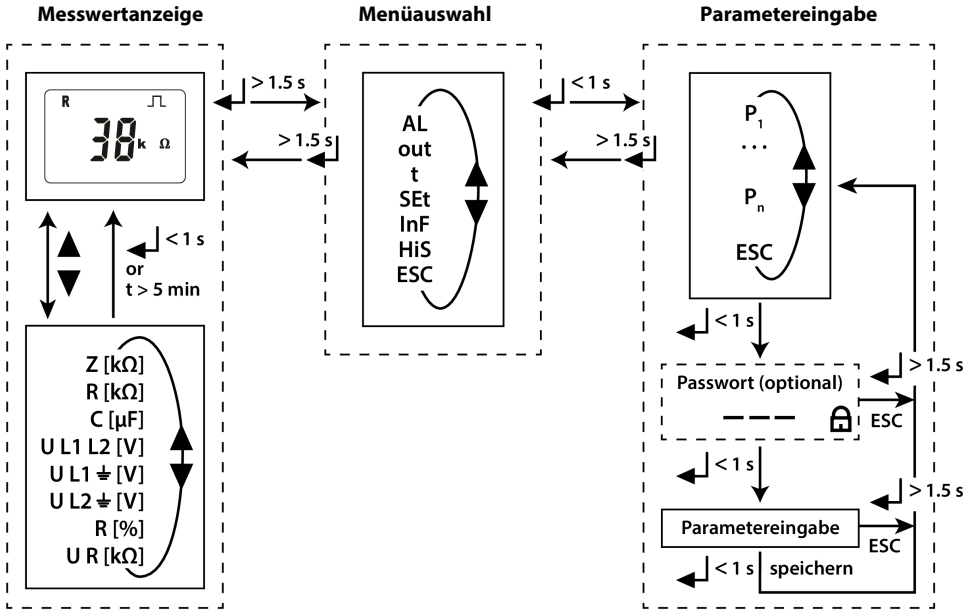 Messwertanzeige
Menüauswahl
Parametereingabe
R
38 k Ω
> 1.5 s
> 1.5 s
< 1 s
or
t > 5 min
Z [kΩ]
R [kΩ]
C [µF]
U L1 L2 [V]
U L1 ⏚ [V]
U L2 ⏚ [V]
R [%]
U R [kΩ]
AL
out
t
SEt
InF
HiS
ESC
< 1 s
> 1.5 s
P1
...
Pn
ESC
< 1 s
> 1.5 s
Passwort (optional)
_ _ _
ESC
< 1 s
> 1.5 s
Parametereingabe
ESC
< 1 s
speichern